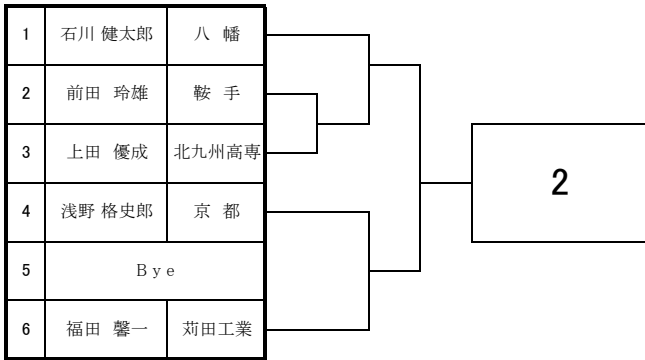 1 石川 健太郎 八 幡
2 前田 玲雄 鞍 手
3 上田 優成 北九州高専
4 浅野 格史郎 京 都
5 Bye
6 福田 馨一 苅田工業
2